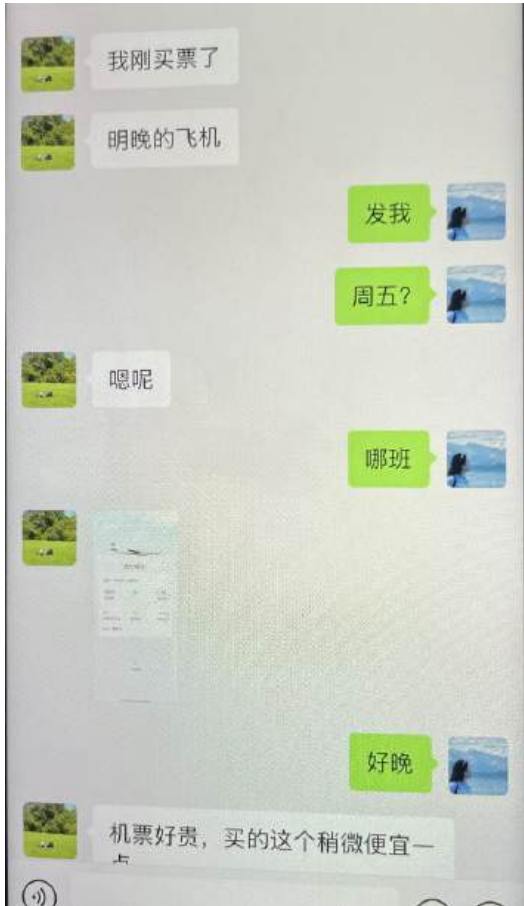 我刚买票了
明晚的飞机
发我
周五?
嗯呢
哪班
好晚
机票好贵，买的这个稍微便宜一
点